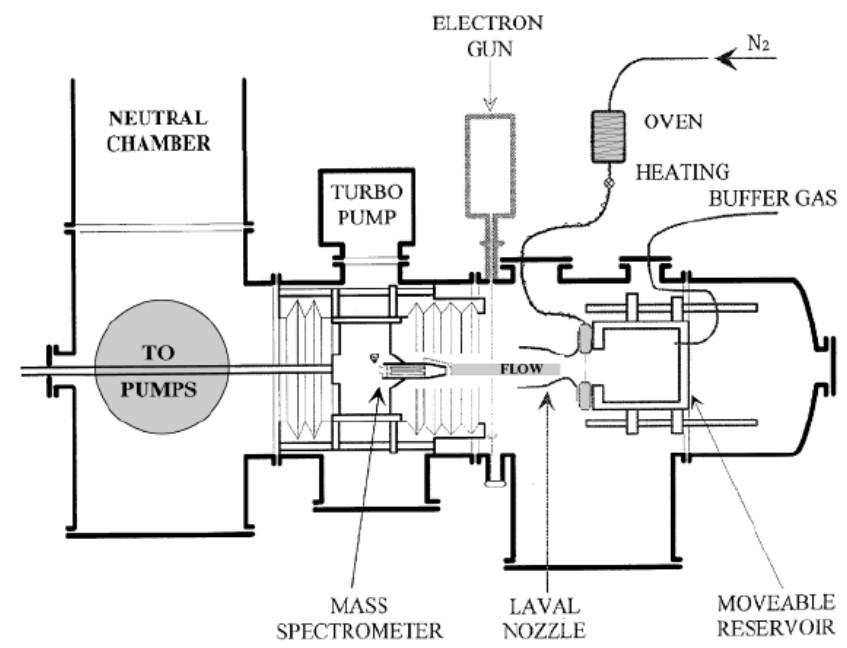 ELECTRON
GUN
N2
NEUTRAL
CHAMBER
OVEN
TURBO
PUMP
HEATING
BUFFER GAS
TO
PUMPS
FLOW
MASS
SPECTROMETER
LAVAL
NOZZLE
MOVEABLE
RESERVOIR